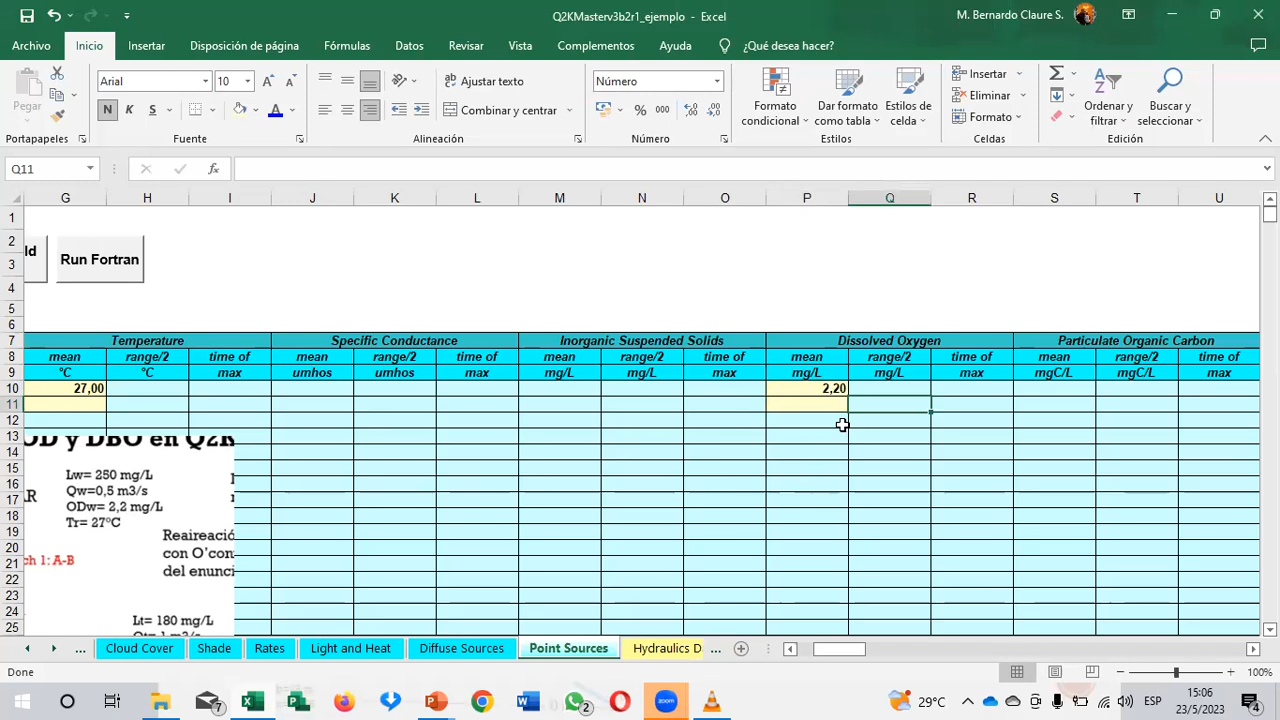 Q2KMasterv3b2r1_ejemplo - Excel
M. Bernardo Claure S.
Archivo Inicio Insertar Disposición de página Fórmulas Datos Revisar Vista Complementos Ayuda ¿Qué desea hacer?
Pegar
Arial 10
N K S
Ajustar texto
Combinar y centrar
Número
% 000
Formato condicional
Dar formato como tabla
Estilos de celda
Insertar
Eliminar
Formato
Ordenar y filtrar
Buscar y seleccionar
Portapapeles Fuente Alineación Número Estilos Celdas Edición
Q11
fx
G H I J K L M N O P Q R S T U
1
2
ld Run Fortran
3
4
5
6
7 Temperature Specific Conductance Inorganic Suspended Solids Dissolved Oxygen Particulate Organic Carbon
8 mean range/2 time of mean range/2 time of mean range/2 time of mean range/2 time of mean range/2 time of
9 °C °C max umhos umhos max mg/L mg/L max mg/L mg/L max mgC/L mgC/L max
10 27,00 2,20
11
12
13 OD y DBO en Q2K
14
15 Lw= 250 mg/L
16 Qw=0,5 m3/s
17 AR ODw= 2,2 mg/L
18 Tr= 27°C
19 Reaireació
20 con O'con
21 ch 1: A-B
22 del enunci
23
24 Lt= 180 mg/L
25
... Cloud Cover Shade Rates Light and Heat Diffuse Sources Point Sources Hydraulics D ...
Done
100%
7
2
29°C
ESP
15:06
23/5/2023
4